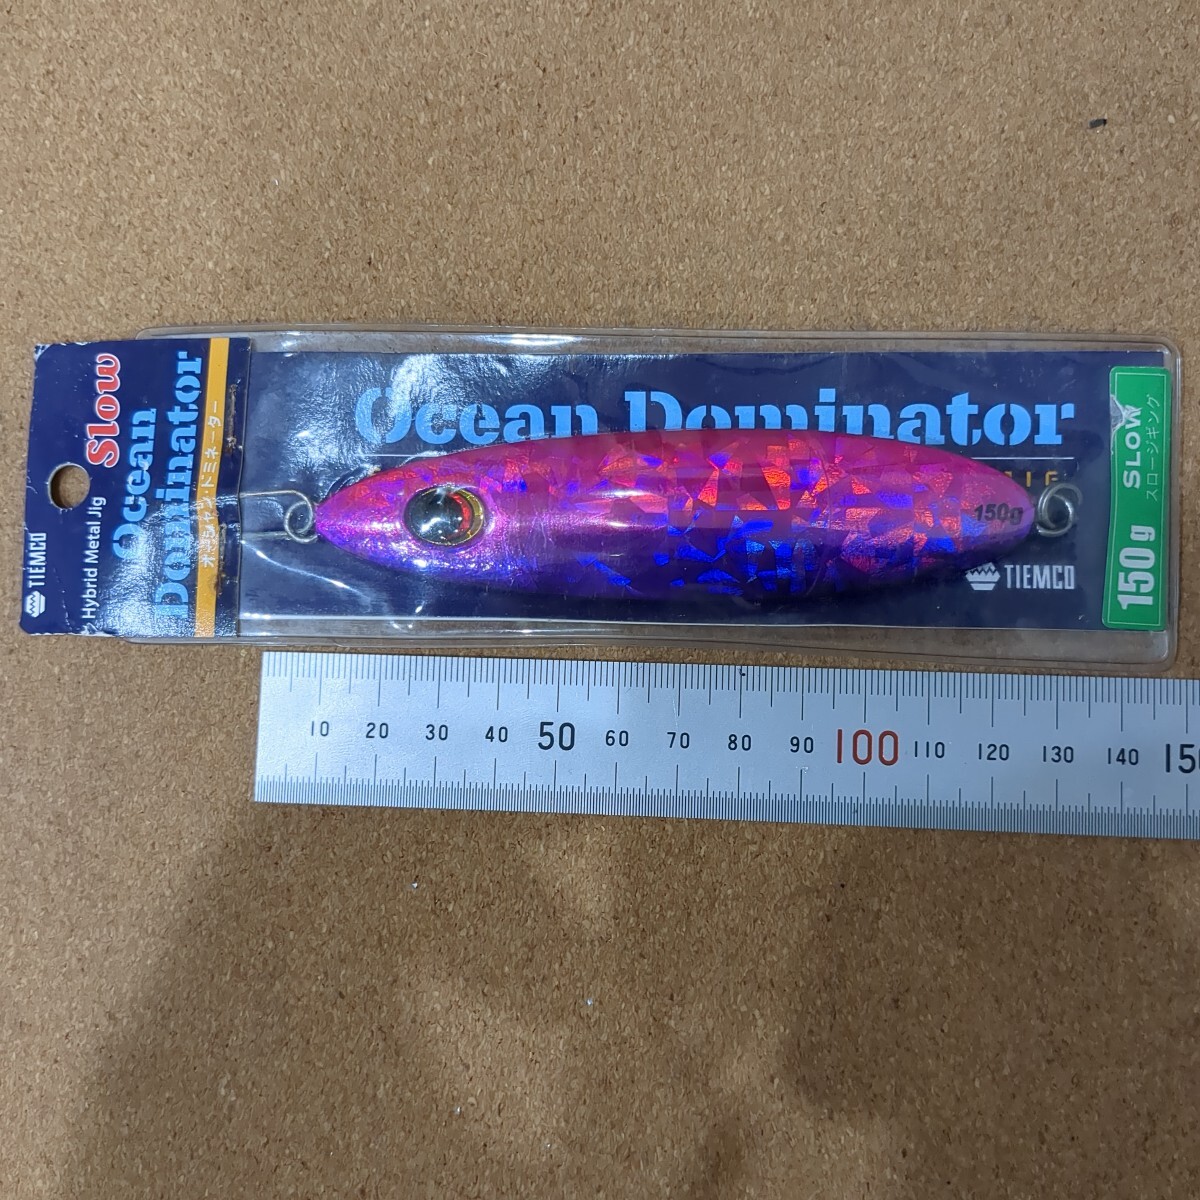 TIEMCO
Hybrid Metal Jig
Slow
Ocean
Dominator
オーシャン・ドミネーター
Ocean Dominator
150g
TIEMCO
SLOW
スロージギング
150g
10 20 30 40 50 60 70 80 90 100 110 120 130 140 150